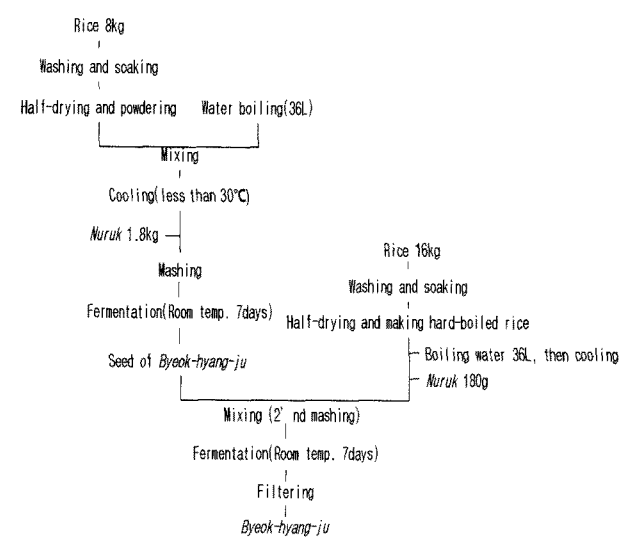 Rice 8kg
Washing and soaking
Half-drying and powdering
Water boiling(36L)
Mixing
Cooling(less than 30℃)
Nuruk 1.8kg
Mashing
Fermentation(Room temp. 7days)
Seed of Byeok-hyang-ju
Rice 16kg
Washing and soaking
Half-drying and making hard-boiled rice
Boiling water 36L, then cooling
Nuruk 180g
Mixing (2' nd mashing)
Fermentation(Room temp. 7days)
Filtering
Byeok-hyang-ju